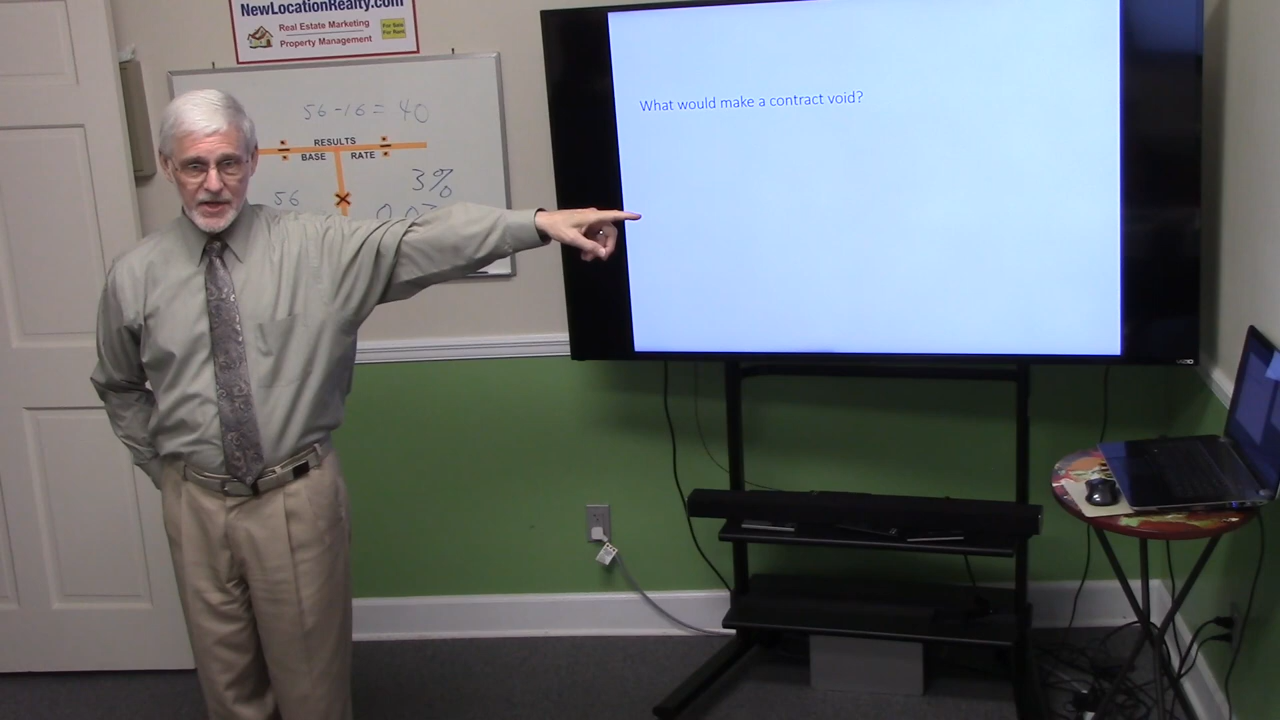 NewLocationRealty.com
Real Estate Marketing
Property Management
For Sale
For Rent
56-16=40
RESULTS
BASE RATE
3%
56
What would make a contract void?
VIZIO